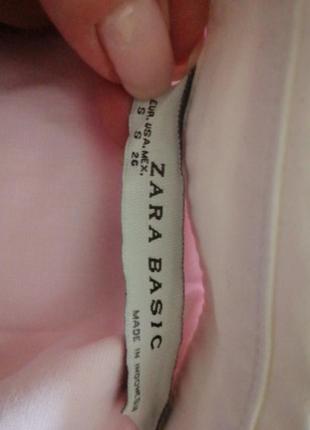 ZARA BASIC
EUR. USA. MEX.
S S 26
MADE IN INDONESIA